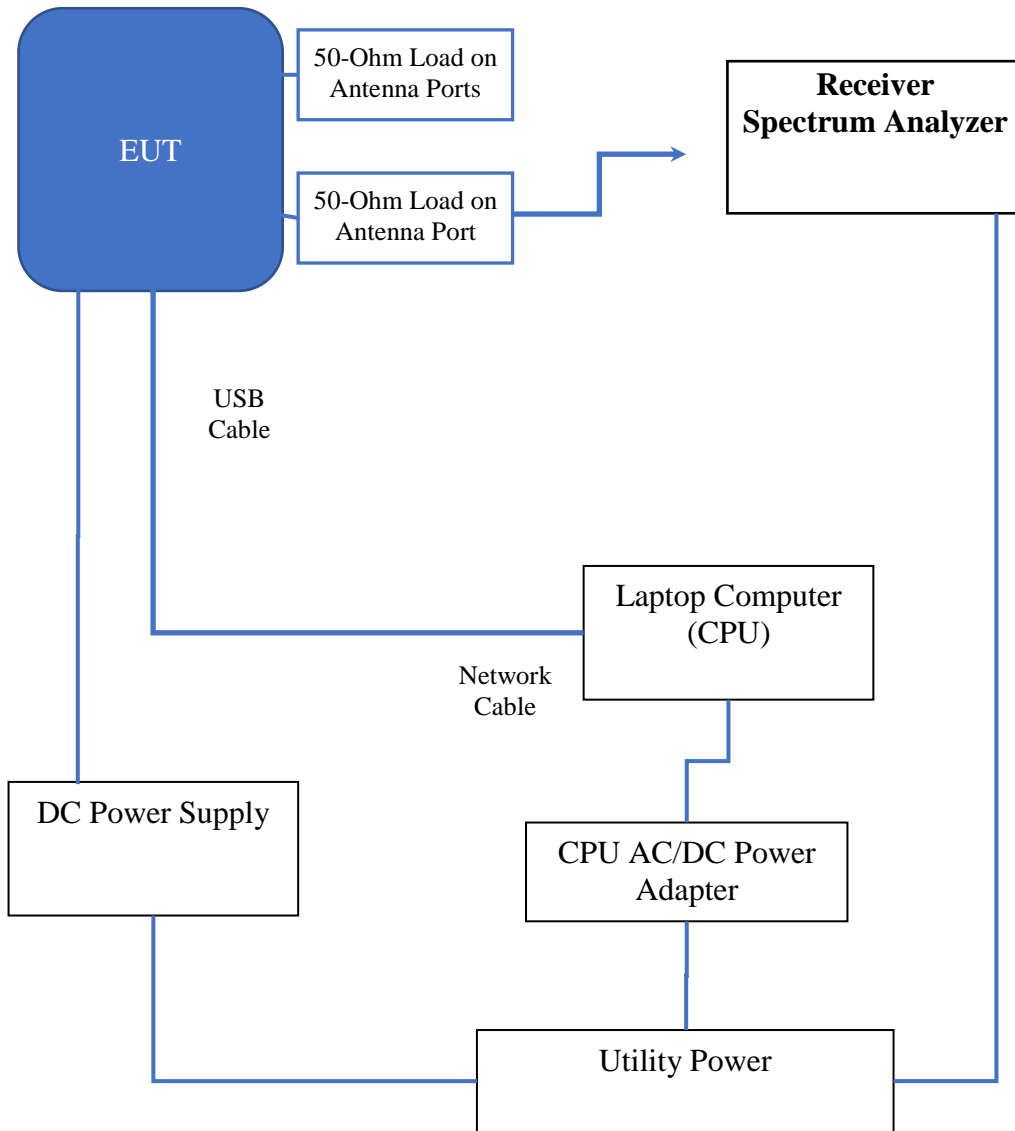 EUT
50-Ohm Load on
Antenna Ports
50-Ohm Load on
Antenna Port
Receiver
Spectrum Analyzer
USB
Cable
Laptop Computer
(CPU)
Network
Cable
DC Power Supply
CPU AC/DC Power
Adapter
Utility Power